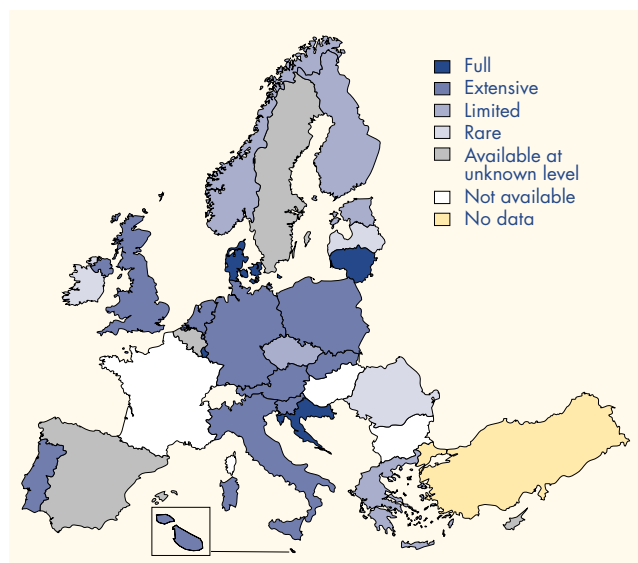 Full
Extensive
Limited
Rare
Available at
unknown level
Not available
No data